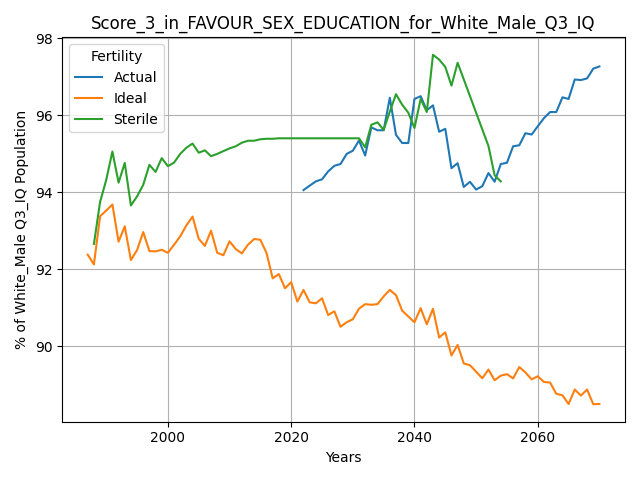 Score_3_in_FAVOUR_SEX_EDUCATION_for_White_Male_Q3_IQ
% of White_Male Q3_IQ Population
98
96
94
92
90
Fertility
Actual
Ideal
Sterile
2000
2020
2040
2060
Years